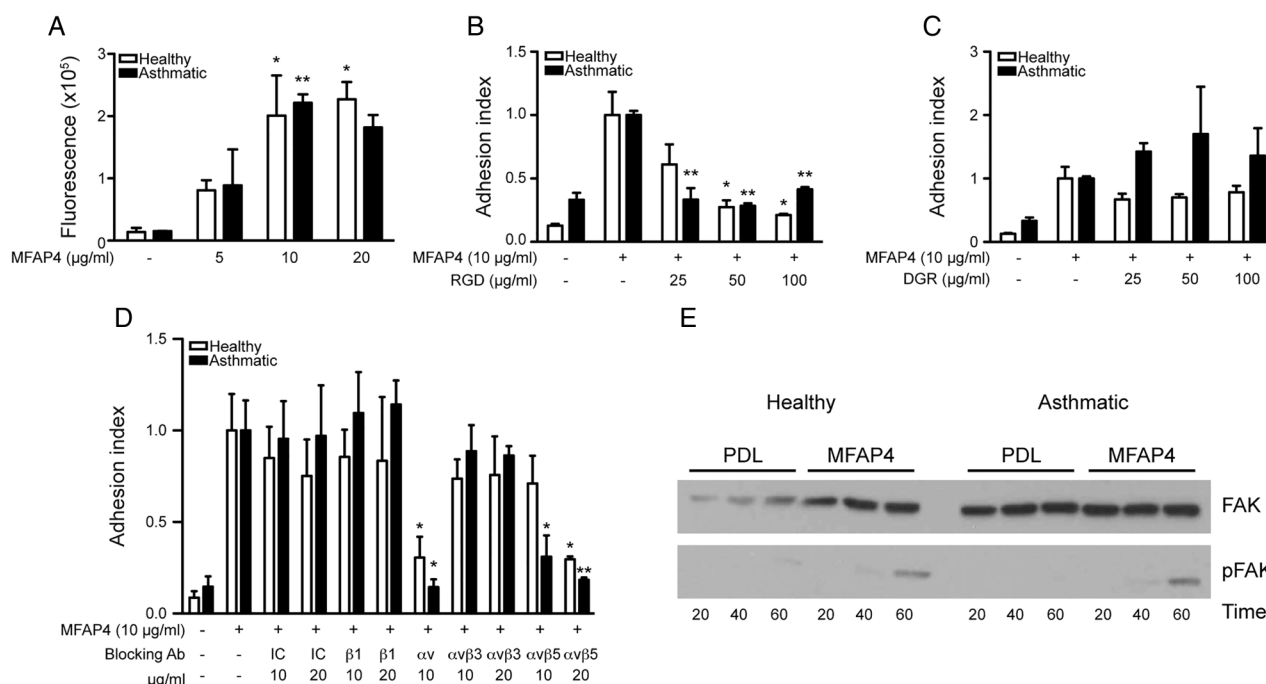 A
Fluorescence (x10⁵)
3
2
1
0
Healthy
Asmathic
* ** *
MFAP4 (µg/ml) - 5 10 20
B
Adhesion index
1.5
1.0
0.5
0.0
Healthy
Asthmatic
** * ** * **
MFAP4 (10 µg/ml) - + + + +
RGD (µg/ml) - - 25 50 100
C
Adhesion index
3
2
1
0
Healthy
Asthmatic
MFAP4 (10 µg/ml) - + + + +
DGR (µg/ml) - - 25 50 100
D
Adhesion index
1.5
1.0
0.5
0.0
Healthy
Asthmatic
* * * * **
MFAP4 (10 µg/ml) - + + + + + + + + + +
Blocking Ab - - IC IC β1 β1 αv αvβ3 αvβ3 αvβ5 αvβ5
µg/ml - - 10 20 10 20 10 10 20 10 20
E
Healthy Asthmatic
PDL MFAP4 PDL MFAP4
FAK
pFAK
20 40 60 20 40 60 20 40 60 20 40 60 Time